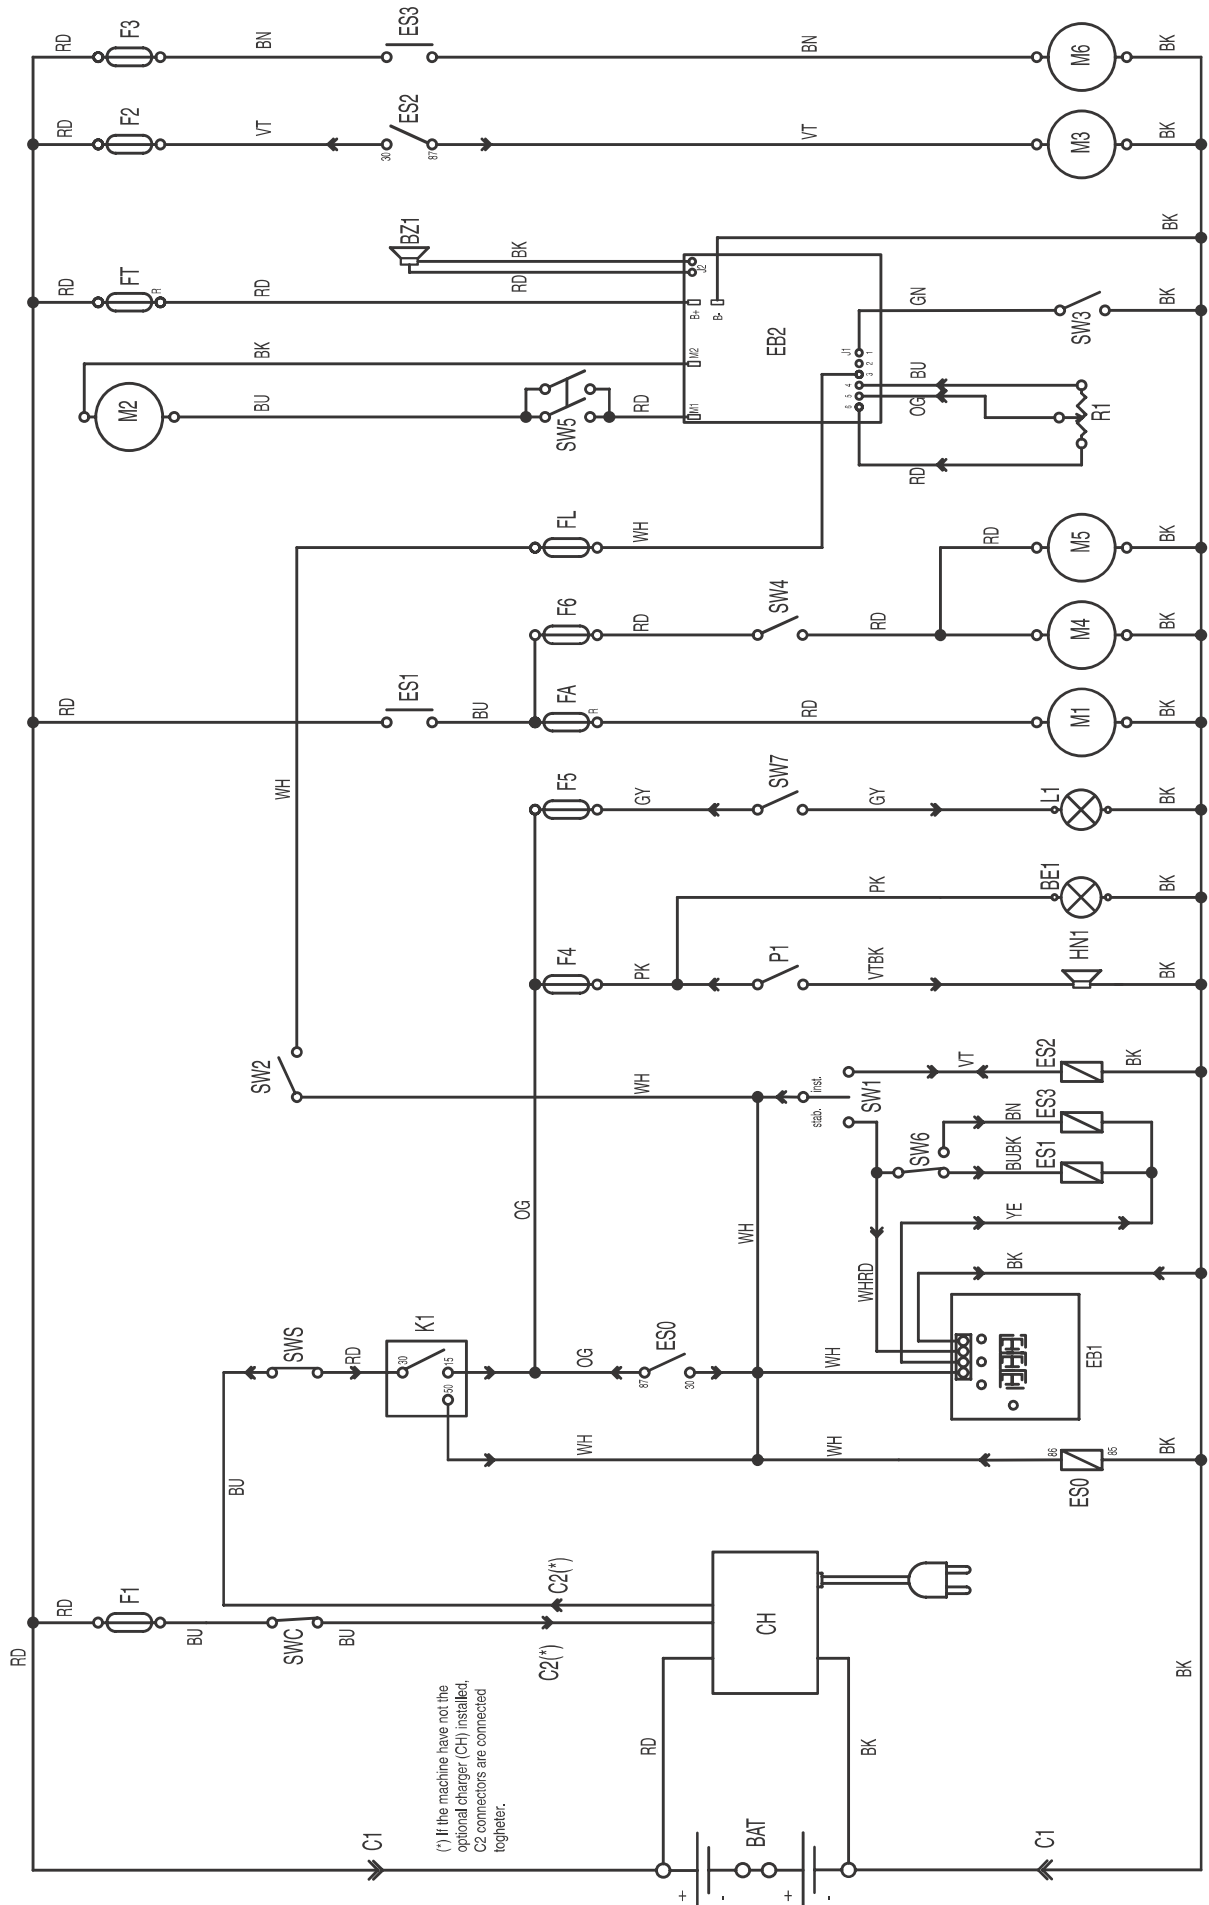 RD
RD
RD
RD
RD
RD
RD
F1
FT
F2
F3
M2
R
BU
BU
SWS
SW2
WH
BK
BU
VT
BN
SWC
BU
RD
C1
30
K1
ES1
BZ1
30
ES2
ES3
50
15
87
(*) If the machine have not the
optional charger (CH) installed,
C2 connectors are connected
togheter.
BU
RD
BK
OG
C2(*)
C2(*)
F4
F5
FA
F6
FL
SW5
R
WH
OG
PK
GY
RD
WH
RD
87
ES0
30
RD
+
-
M1
M2
B+
B-
J2
WH
BAT
CH
P1
SW7
SW4
EB2
+
-
stab.
inst.
RD
VT
BN
WH
WH
SW1
6
5
4
3
2
1
J1
BK
WHRD
VTBK
PK
GY
RD
RD
OG
BU
GN
SW6
VT
RD
YE
BUBK
BN
BK
C1
86
ES0
85
ES1
ES3
ES2
HN1
BE1
L1
M1
M4
M5
R1
SW3
M3
M6
EB1
BK
BK
BK
BK
BK
BK
BK
BK
BK
BK
BK
BK
BK
BK